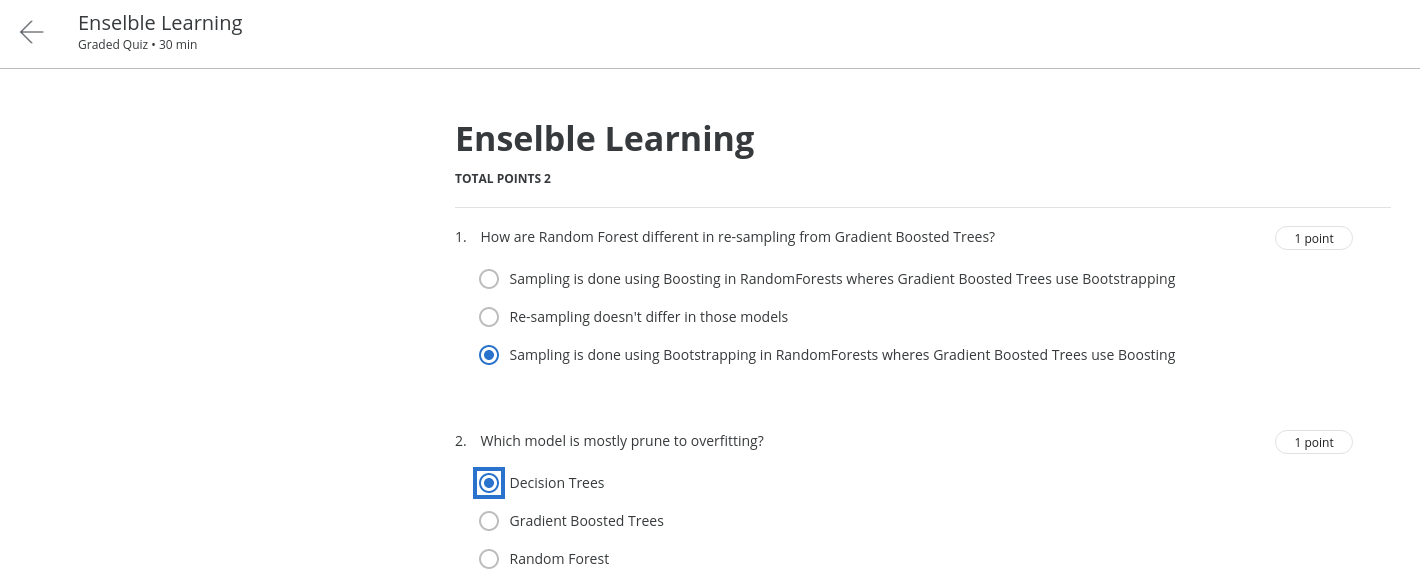 Enselble Learning
Graded Quiz • 30 min
Enselble Learning
TOTAL POINTS 2
1. How are Random Forest different in re-sampling from Gradient Boosted Trees?
1 point
Sampling is done using Boosting in RandomForests wheres Gradient Boosted Trees use Bootstrapping
Re-sampling doesn't differ in those models
Sampling is done using Bootstrapping in RandomForests wheres Gradient Boosted Trees use Boosting
2. Which model is mostly prune to overfitting?
1 point
Decision Trees
Gradient Boosted Trees
Random Forest